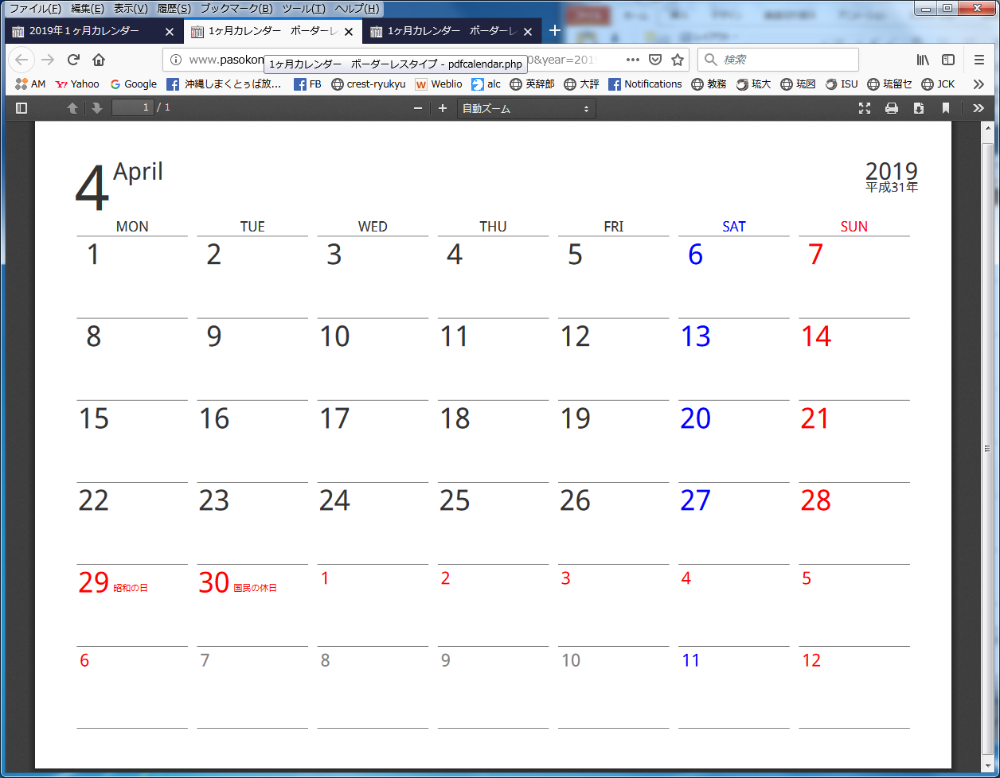 ファイル(F) 編集(E) 表示(V) 履歴(S) ブックマーク(B) ツール(T) ヘルプ(H)
2019年1ヶ月カレンダー
1ヶ月カレンダー ボーダーレ
1ヶ月カレンダー ボーダーレ
www.pasokon
0&year=2019
検索
1ヶ月カレンダー ボーダーレスタイプ - pdfcalendar.php
AM Yahoo Google 沖縄しまくとぅば放... FB crest-ryukyu Weblio alc 英辞郎 大評 Notifications 教務 琉大 琉図 ISU 琉留セ JCK
1 / 1
自動ズーム
4 April
2019
平成31年
MON TUE WED THU FRI SAT SUN
1 2 3 4 5 6 7
8 9 10 11 12 13 14
15 16 17 18 19 20 21
22 23 24 25 26 27 28
29 昭和の日 30 国民の休日 1 2 3 4 5
6 7 8 9 10 11 12